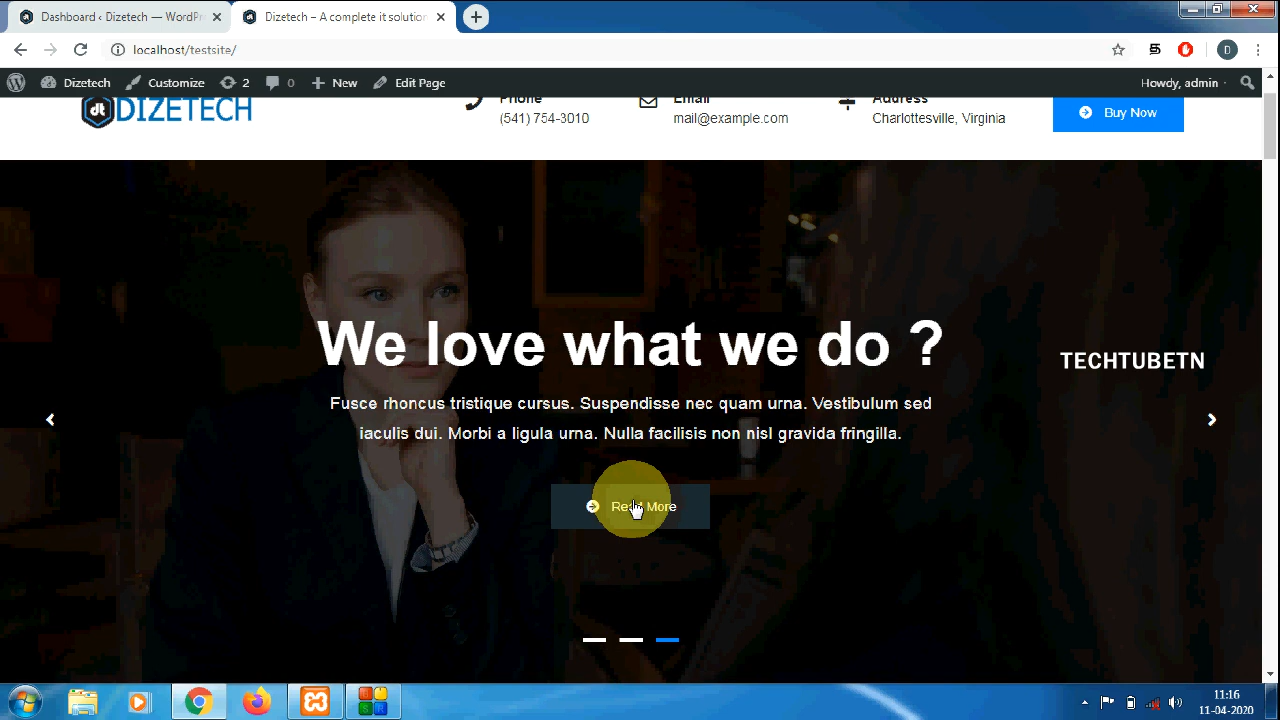 Dashboard ‹ Dizetech — WordPr
Dizetech – A complete it solution
localhost/testsite/
D
Dizetech
Customize
2
0
New
Edit Page
Howdy, admin
dt DIZETECH
Phone
(541) 754-3010
Email
mail@example.com
Address
Charlottesville, Virginia
Buy Now
We love what we do ?
TECHTUBETN
Fusce rhoncus tristique cursus. Suspendisse nec quam urna. Vestibulum sed
iaculis dui. Morbi a ligula urna. Nulla facilisis non nisl gravida fringilla.
Read More
11:16
11-04-2020